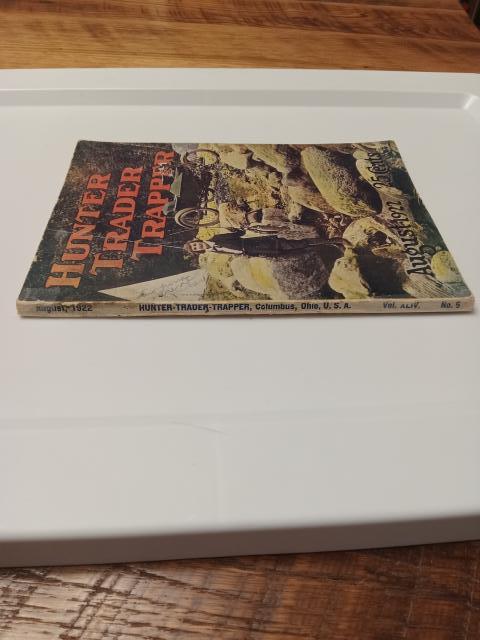 HUNTER
TRADER
TRAPPER
August 1922 25 Cents
August, 1922 HUNTER-TRADER-TRAPPER, Columbus, Ohio, U. S. A. Vol. XLIV. No. 5